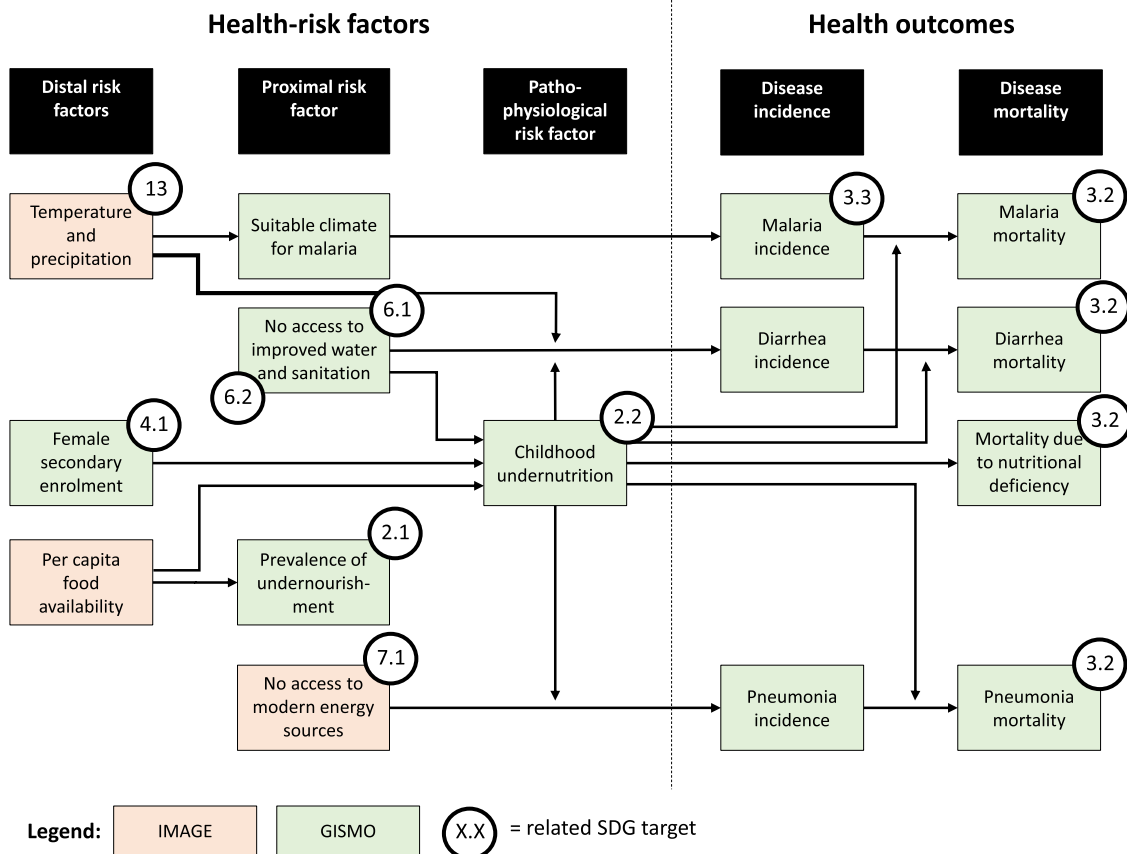 Health-risk factors
Health outcomes
Distal risk
factors
Proximal risk
factor
Patho-
physiological
risk factor
Disease
incidence
Disease
mortality
13
Temperature
and
precipitation
Suitable climate
for malaria
3.3
Malaria
incidence
3.2
Malaria
mortality
6.1
No access to
improved water
and sanitation
6.2
Diarrhea
incidence
3.2
Diarrhea
mortality
4.1
Female
secondary
enrolment
2.2
Childhood
undernutrition
3.2
Mortality due
to nutritional
deficiency
Per capita
food
availability
2.1
Prevalence of
undernourish-
ment
7.1
No access to
modern energy
sources
Pneumonia
incidence
3.2
Pneumonia
mortality
Legend:
IMAGE
GISMO
X.X
= related SDG target